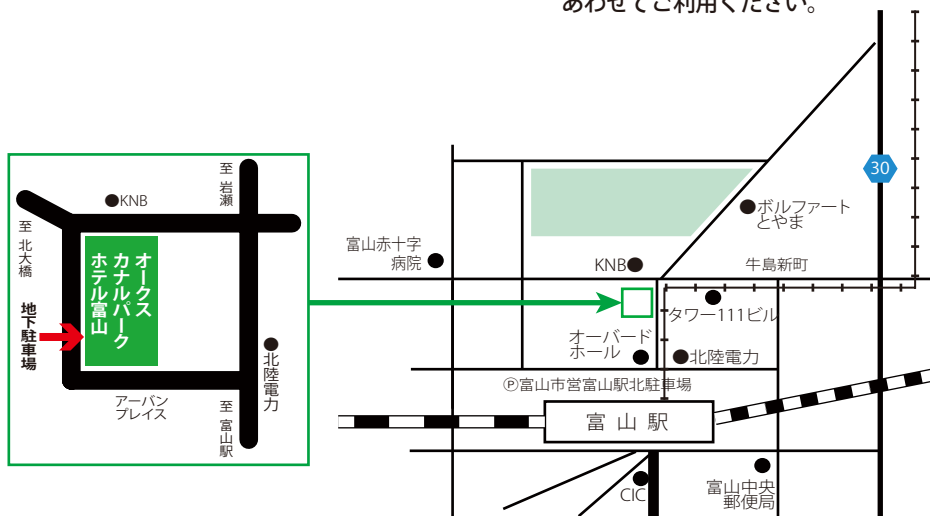 あわせてご利用ください。
至 岩瀬
KNB
至 北大橋
オークス
カナルパーク
ホテル富山
地下駐車場
北陸電力
アーバン
プレイス
至 富山駅
30
ボルファート
とやま
富山赤十字
病院
KNB
牛島新町
タワー111ビル
オーバード
ホール
北陸電力
Ⓟ富山市営富山駅北駐車場
富山駅
CIC
富山中央
郵便局